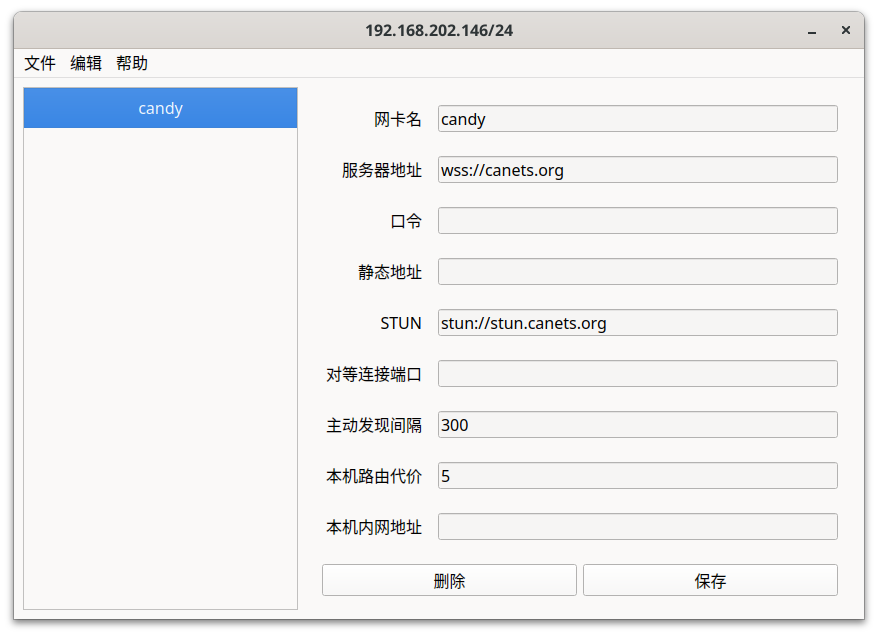 192.168.202.146/24
文件 编辑 帮助
candy
网卡名 candy
服务器地址 wss://canets.org
口令
静态地址
STUN stun://stun.canets.org
对等连接端口
主动发现间隔 300
本机路由代价 5
本机内网地址
删除 保存